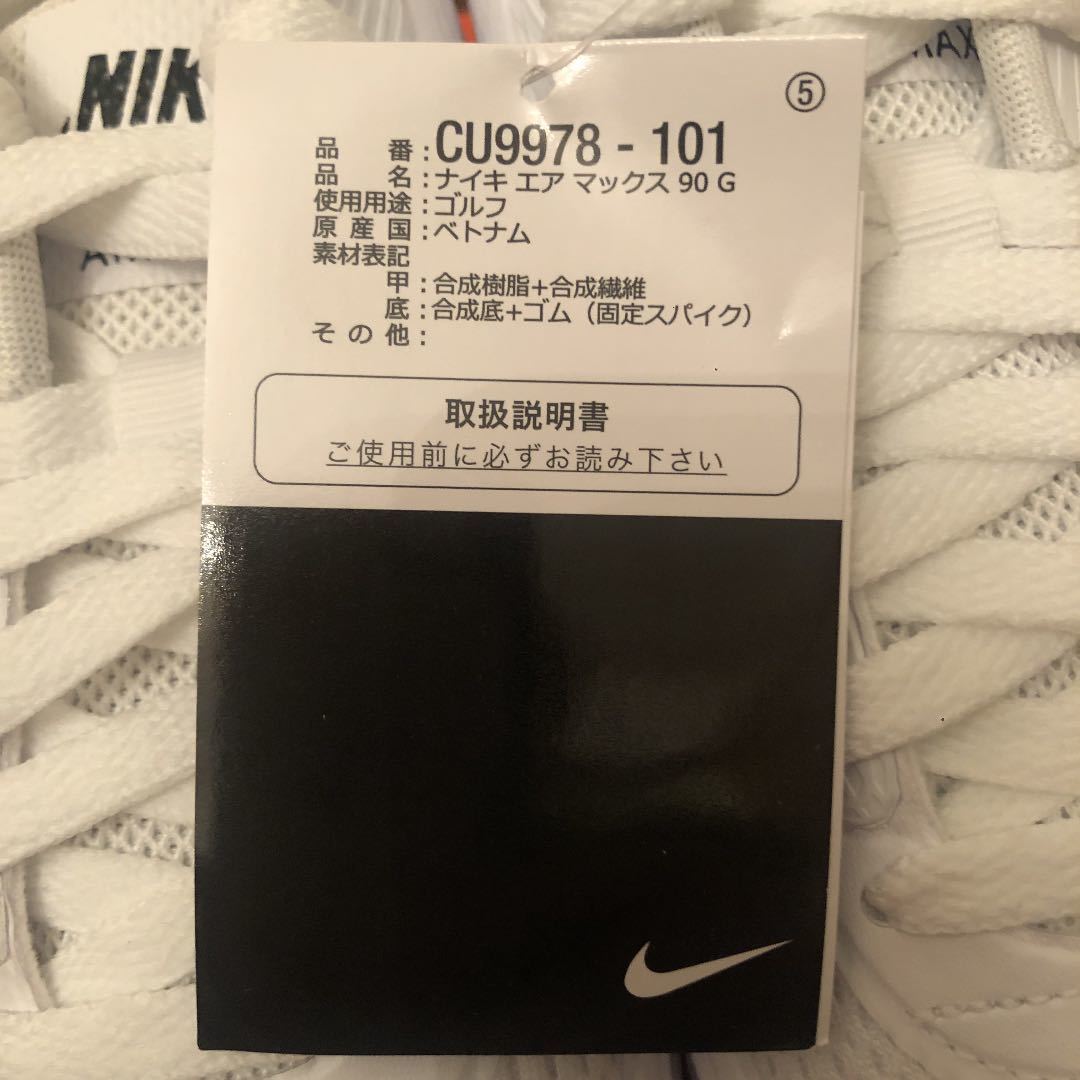 NIK
MAX
⑤
品番:CU9978-101
品名:ナイキ エア マックス 90 G
使用用途:ゴルフ
原産国:ベトナム
素材表記
甲:合成樹脂+合成繊維
底:合成底+ゴム(固定スパイク)
その他:
取扱説明書
ご使用前に必ずお読み下さい